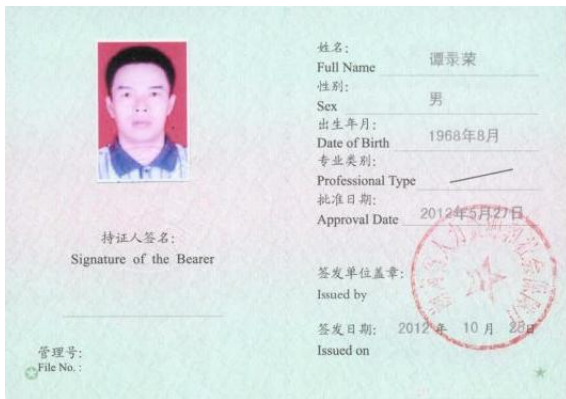 持证人签名:
Signature of the Bearer
管理号:
File No. :
姓名:
Full Name 谭录荣
性别:
Sex 男
出生年月:
Date of Birth 1968年8月
专业类别:
Professional Type
批准日期:
Approval Date 2012年5月27日
签发单位盖章:
Issued by
签发日期: 2012 年 10 月 28日
Issued on